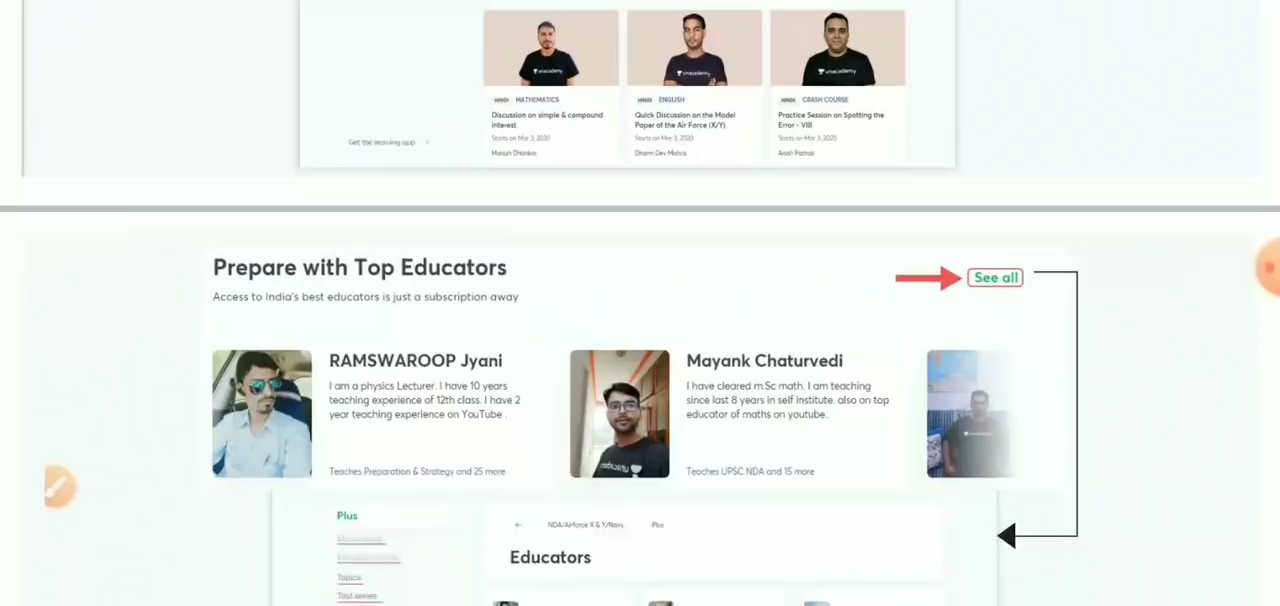 unacademy
unacademy
unacademy
HINDI MATHEMATICS
Discussion on simple & compound
interest
Starts on Mar 3, 2020
Manish Dhankar
HINDI ENGLISH
Quick Discussion on the Model
Paper of the Air Force (X/Y)
Starts on Mar 3, 2020
Dharm Dev Mishra
HINDI CRASH COURSE
Practice Session on Spotting the
Error - VIII
Starts on Mar 3, 2020
Get the learning app
Prepare with Top Educators
See all
Access to India's best educators is just a subscription away
RAMSWAROOP Jyani
I am a physics Lecturer. I have 10 years
teaching experience of 12th class. I have 2
year teaching experience on YouTube .
Teaches Preparation & Strategy and 25 more
Mayank Chaturvedi
I have cleared m.Sc math. I am teaching
since last 8 years in self institute. also on top
educator of maths on youtube..
Teaches UPSC NDA and 15 more
Plus
Topics
Test series
NDA/Airforce X & Y/Navy Plus
Educators